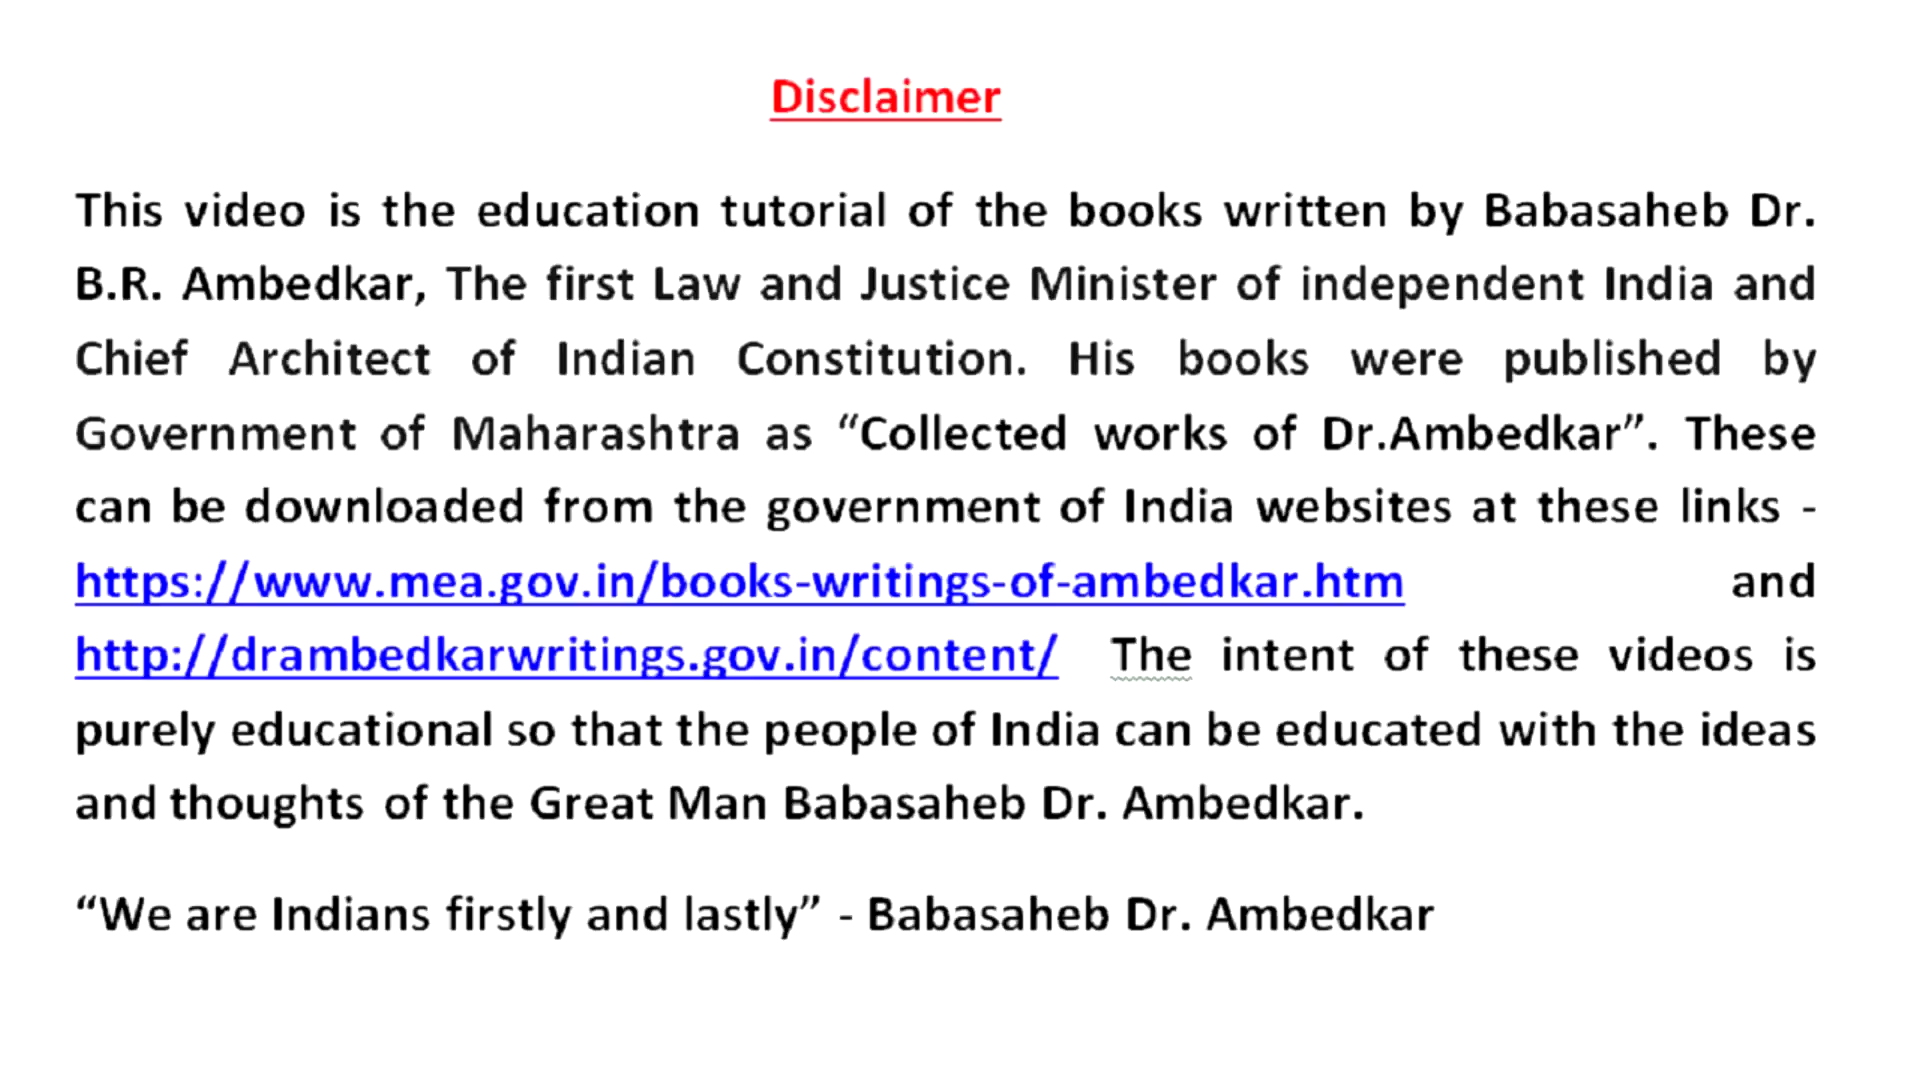 Disclaimer
This video is the education tutorial of the books written by Babasaheb Dr.
B.R. Ambedkar, The first Law and Justice Minister of independent India and
Chief Architect of Indian Constitution. His books were published by
Government of Maharashtra as “Collected works of Dr.Ambedkar”. These
can be downloaded from the government of India websites at these links -
https://www.mea.gov.in/books-writings-of-ambedkar.htm and
http://drambedkarwritings.gov.in/content/ The intent of these videos is
purely educational so that the people of India can be educated with the ideas
and thoughts of the Great Man Babasaheb Dr. Ambedkar.
“We are Indians firstly and lastly” - Babasaheb Dr. Ambedkar